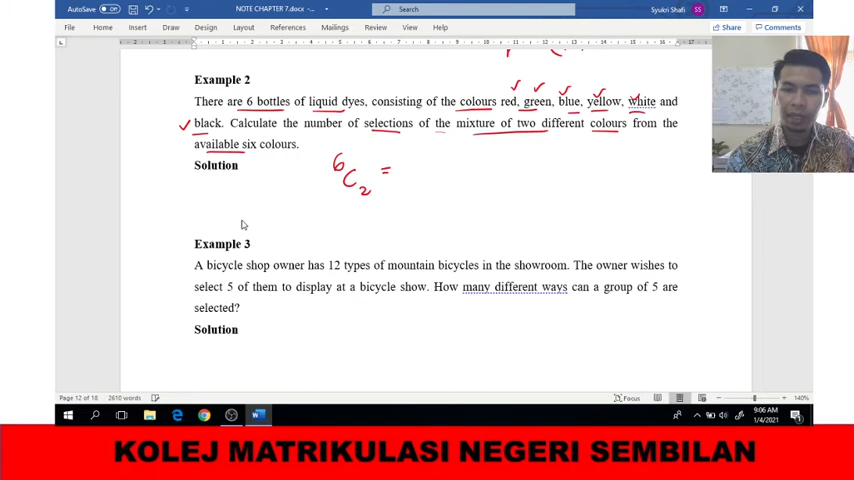 AutoSave Off NOTE CHAPTER 7.docx - ... Search Syukri Shafi SS
File Home Insert Draw Design Layout References Mailings Review View Help Share Comments
Example 2
There are 6 bottles of liquid dyes, consisting of the colours red, green, blue, yellow, white and
black. Calculate the number of selections of the mixture of two different colours from the
available six colours.
Solution
6C2 =
Example 3
A bicycle shop owner has 12 types of mountain bicycles in the showroom. The owner wishes to
select 5 of them to display at a bicycle show. How many different ways can a group of 5 are
selected?
Solution
Page 12 of 18 2610 words Focus 140%
9:06 AM
1/4/2021
KOLEJ MATRIKULASI NEGERI SEMBILAN